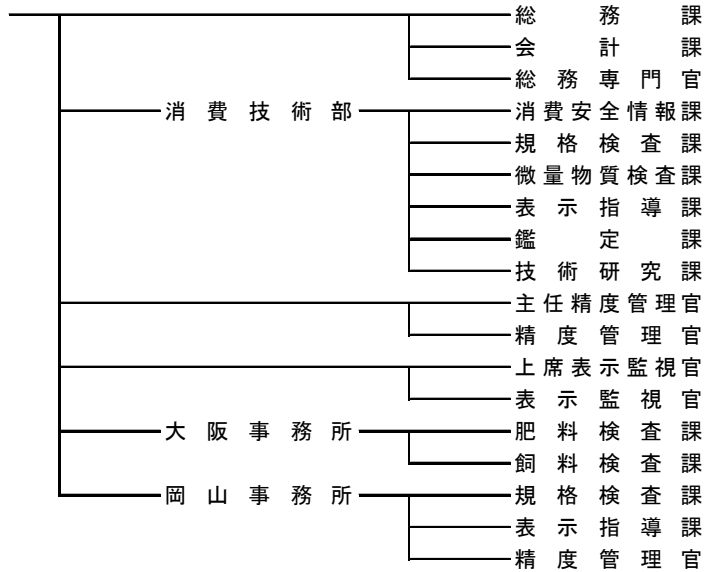 総務課
会計課
総務専門官
消費技術部 消費安全情報課
規格検査課
微量物質検査課
表示指導課
鑑定課
技術研究課
主任精度管理官
精度管理官
上席表示監視官
表示監視官
大阪事務所 肥料検査課
飼料検査課
岡山事務所 規格検査課
表示指導課
精度管理官